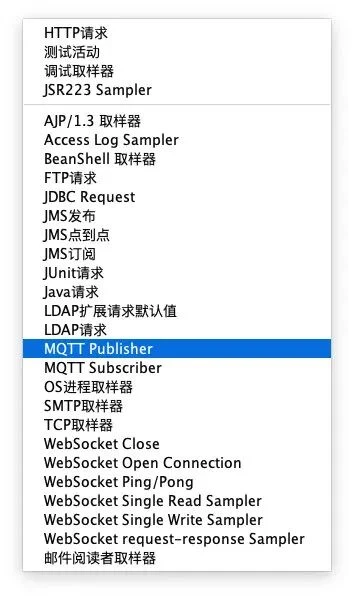 HTTP请求
测试活动
调试取样器
JSR223 Sampler
AJP/1.3 取样器
Access Log Sampler
BeanShell 取样器
FTP请求
JDBC Request
JMS发布
JMS点到点
JMS订阅
JUnit请求
Java请求
LDAP扩展请求默认值
LDAP请求
MQTT Publisher
MQTT Subscriber
OS进程取样器
SMTP取样器
TCP取样器
WebSocket Close
WebSocket Open Connection
WebSocket Ping/Pong
WebSocket Single Read Sampler
WebSocket Single Write Sampler
WebSocket request-response Sampler
邮件阅读者取样器